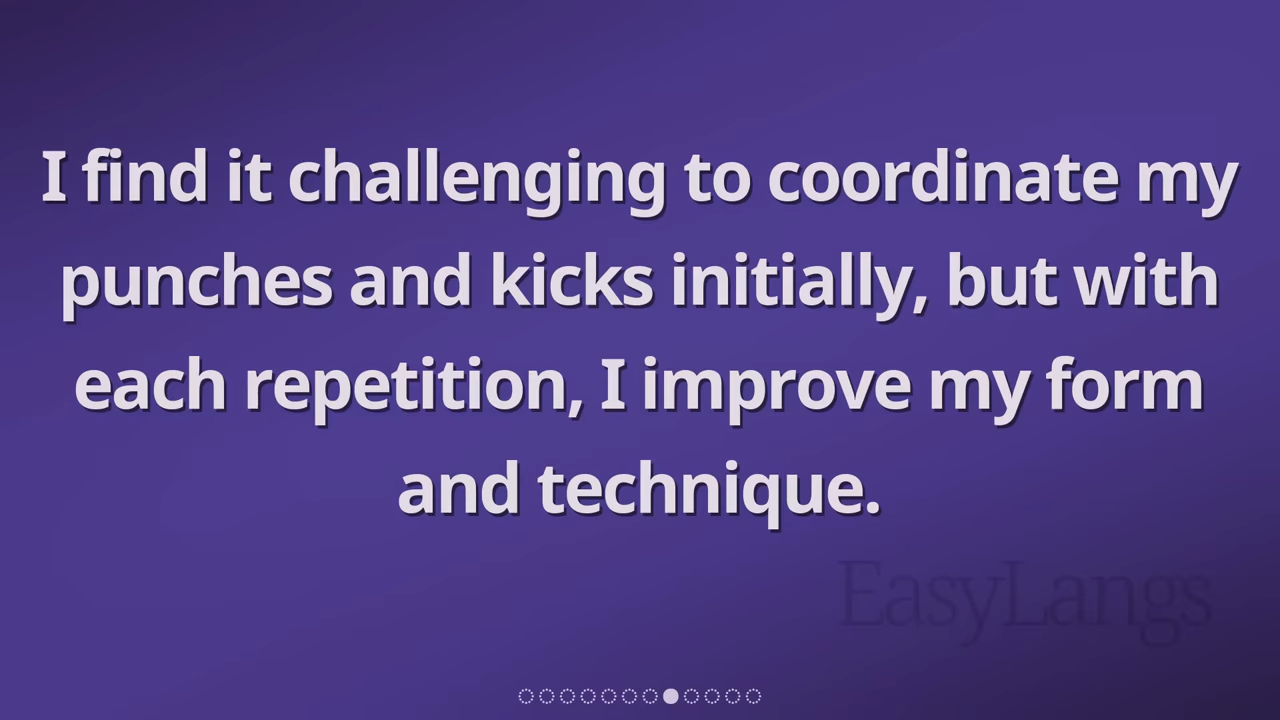 I find it challenging to coordinate my
punches and kicks initially, but with
each repetition, I improve my form
and technique.
EasyLangs